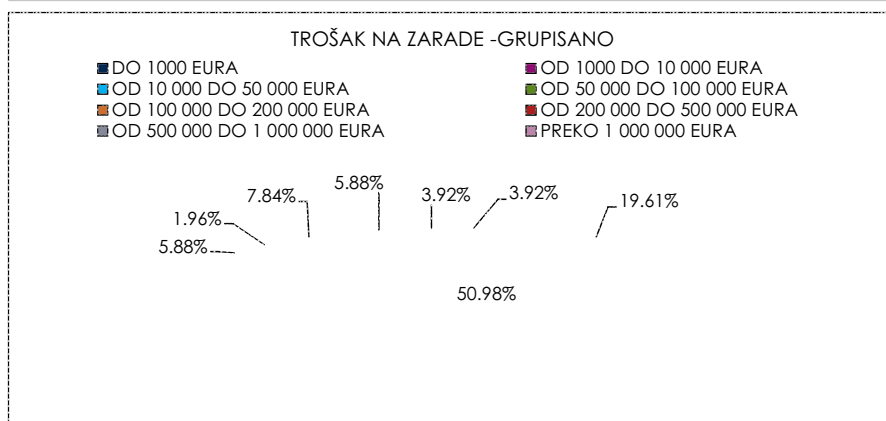 TROŠAK NA ZARADE -GRUPISANO
DO 1000 EURA OD 1000 DO 10 000 EURA
OD 10 000 DO 50 000 EURA OD 50 000 DO 100 000 EURA
OD 100 000 DO 200 000 EURA OD 200 000 DO 500 000 EURA
OD 500 000 DO 1 000 000 EURA PREKO 1 000 000 EURA
5.88%
7.84% 3.92% 3.92% 19.61%
1.96%
5.88%
50.98%